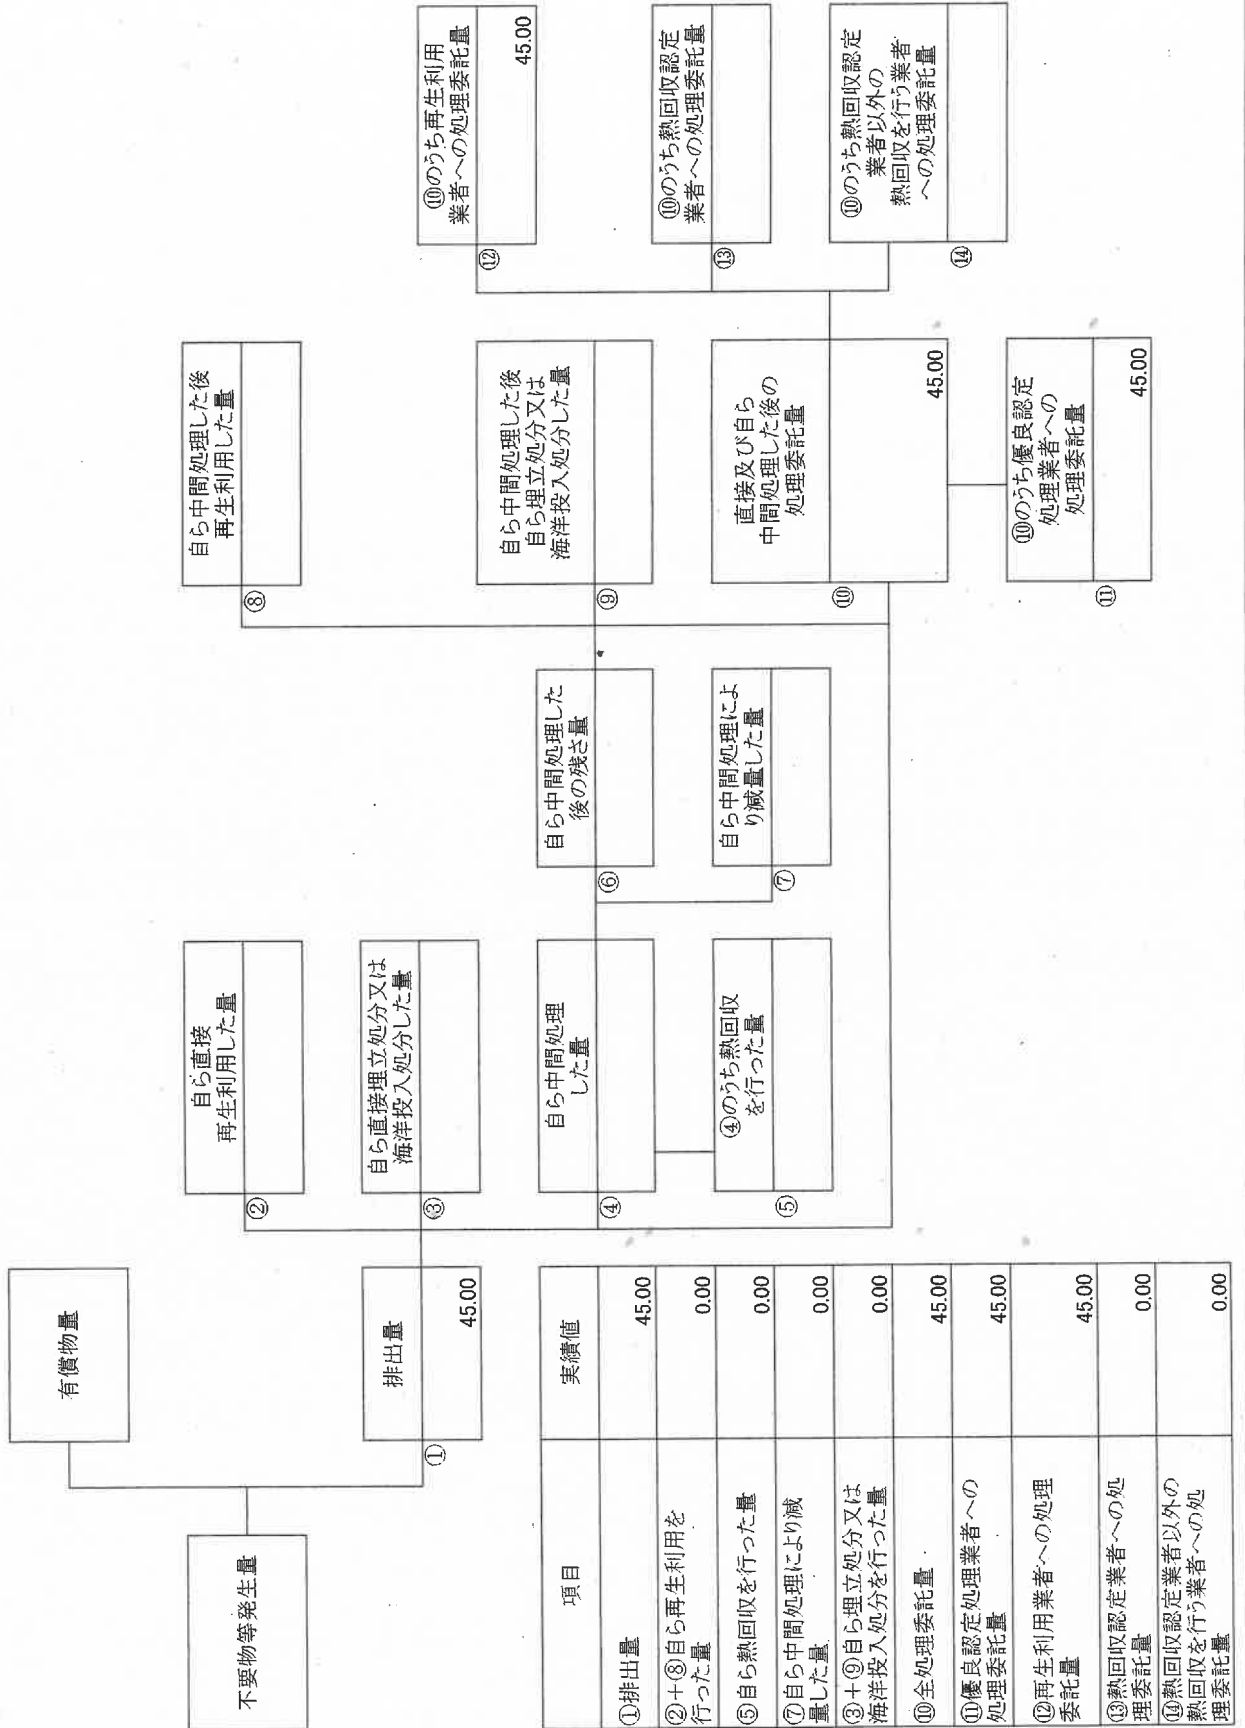 不要物等発生量
有償物量
排出量
①
45.00
自ら直接
再生利用した量
②
自ら直接埋立処分又は
海洋投入処分した量
③
自ら中間処理
した量
④
④のうち熱回収
を行った量
⑤
自ら中間処理した
後の残さ量
⑥
自ら中間処理によ
り減量した量
⑦
自ら中間処理した後
再生利用した量
⑧
自ら中間処理した後
自ら埋立処分又は
海洋投入処分した量
⑨
直接及び自ら
中間処理した後の
処理委託量
⑩
45.00
⑩のうち優良認定
処理業者への
処理委託量
⑪
45.00
⑩のうち再生利用
業者への処理委託量
⑫
45.00
⑩のうち熱回収認定
業者への処理委託量
⑬
⑩のうち熱回収認定
業者以外の
熱回収を行う業者
への処理委託量
⑭
項目 実績値
①排出量 45.00
②+⑧自ら再生利用を
行った量 0.00
⑤自ら熱回収を行った量 0.00
⑦自ら中間処理により減
量した量 0.00
③+⑨自ら埋立処分又は
海洋投入処分を行った量 0.00
⑩全処理委託量 45.00
⑪優良認定処理業者への
処理委託量 45.00
⑫再生利用業者への処理
委託量 45.00
⑬熱回収認定業者への処
理委託量 0.00
⑭熱回収認定業者以外の
熱回収を行う業者への処
理委託量 0.00